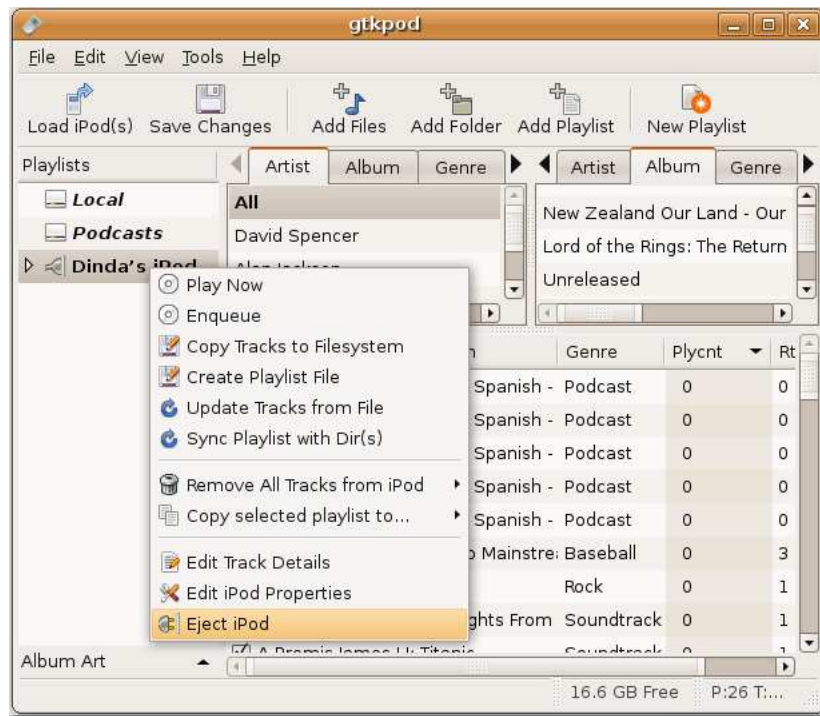 gtkpod
File Edit View Tools Help
Load iPod(s) Save Changes Add Files Add Folder Add Playlist New Playlist
Playlists
Artist Album Genre
Artist Album Genre
Local
Podcasts
Dinda's iPod
All
David Spencer
Alan Jackson
New Zealand Our Land - Our
Lord of the Rings: The Return
Unreleased
Play Now
Enqueue
Copy Tracks to Filesystem
Create Playlist File
Update Tracks from File
Sync Playlist with Dir(s)
Remove All Tracks from iPod
Copy selected playlist to...
Edit Track Details
Edit iPod Properties
Eject iPod
Genre Plycnt Rt
Spanish - Podcast 0 0
Spanish - Podcast 0 0
Spanish - Podcast 0 0
Spanish - Podcast 0 0
Spanish - Podcast 0 0
o Mainstre Baseball 0 3
Rock 0 1
ghts From Soundtrack 0 1
Titanic Soundtrack 0 1
Album Art
16.6 GB Free P:26 T:...